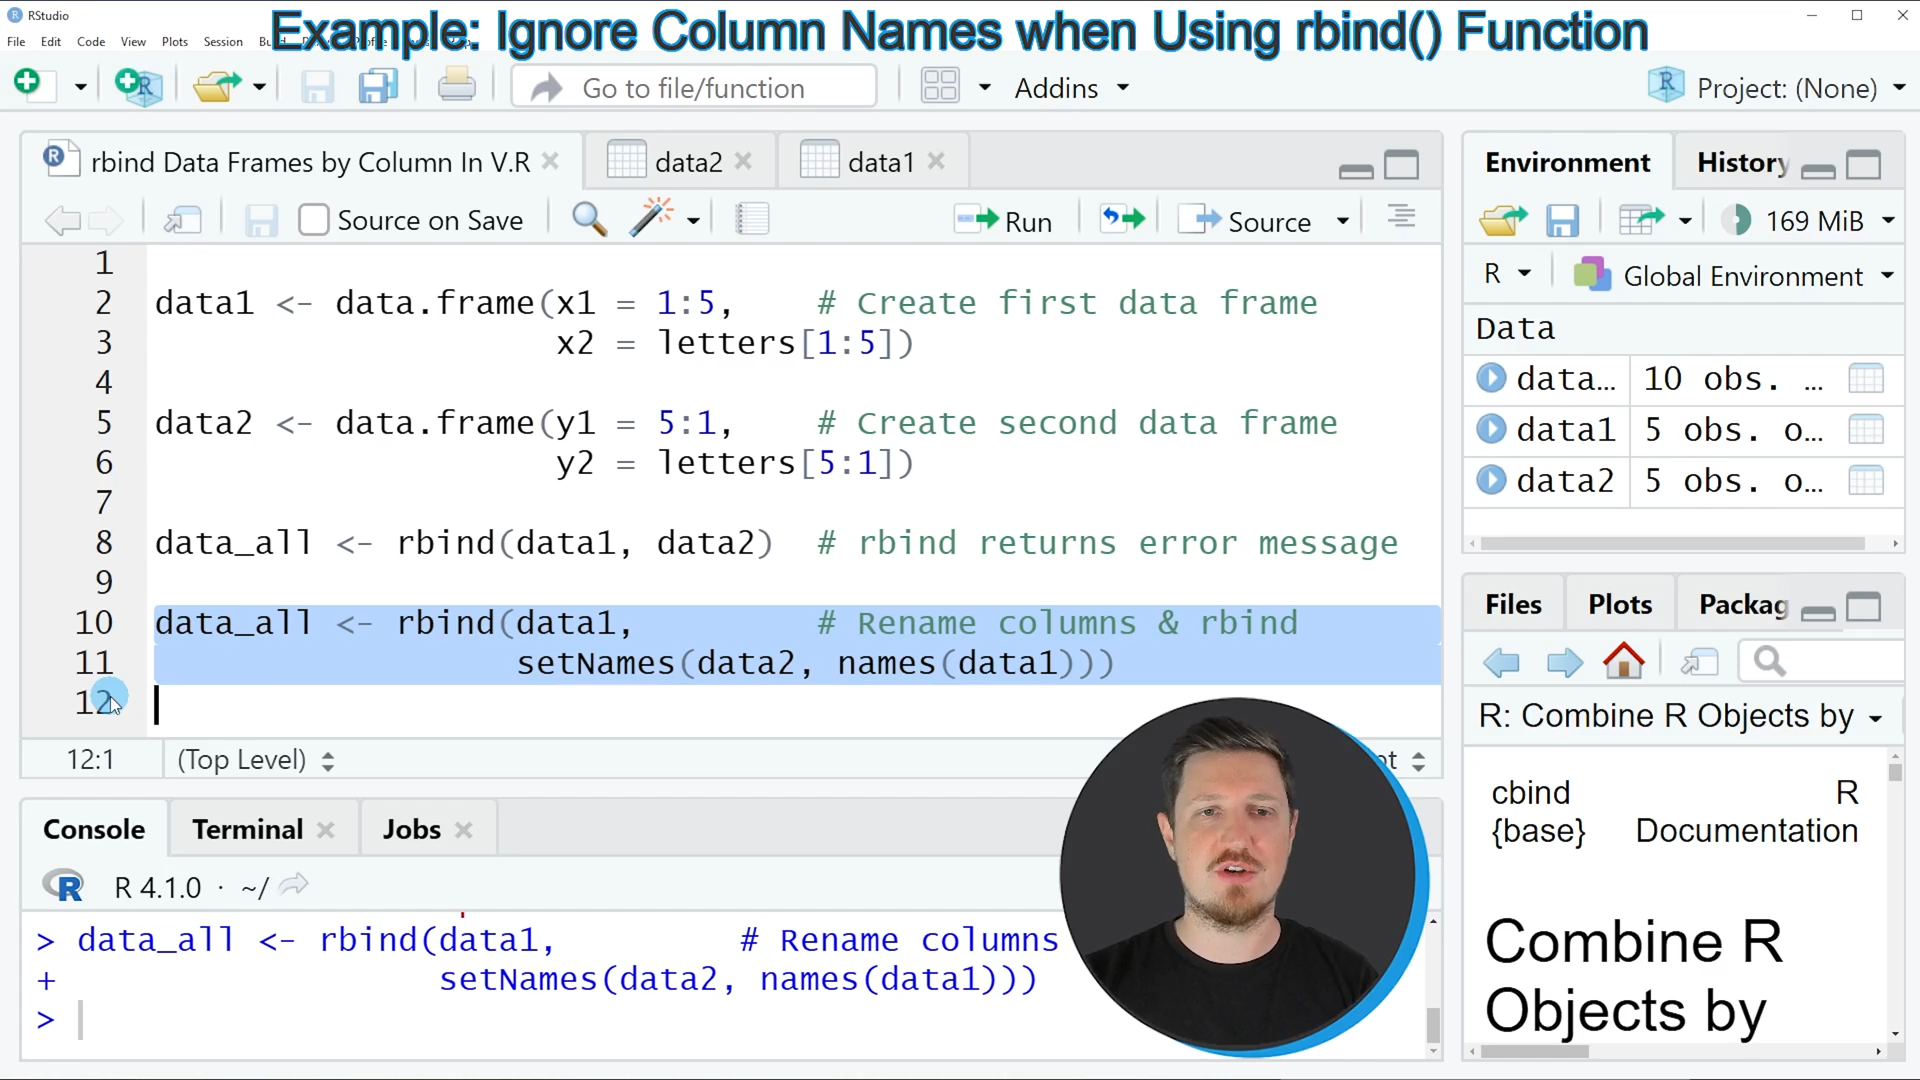 RStudio
Example: Ignore Column Names when Using rbind() Function
File Edit Code View Plots Session
Go to file/function
Addins
Project: (None)
rbind Data Frames by Column In V.R
data2
data1
Source on Save
Run
Source
1
2 data1 <- data.frame(x1 = 1:5, # Create first data frame
3 x2 = letters[1:5])
4
5 data2 <- data.frame(y1 = 5:1, # Create second data frame
6 y2 = letters[5:1])
7
8 data_all <- rbind(data1, data2) # rbind returns error message
9
10 data_all <- rbind(data1, # Rename columns & rbind
11 setNames(data2, names(data1)))
12
12:1 (Top Level)
Console Terminal Jobs
R 4.1.0 · ~/
> data_all <- rbind(data1, # Rename columns
+ setNames(data2, names(data1)))
>
Environment History
169 MiB
R Global Environment
Data
data... 10 obs. ...
data1 5 obs. o...
data2 5 obs. o...
Files Plots Packag
R: Combine R Objects by
cbind R
{base} Documentation
Combine R
Objects by